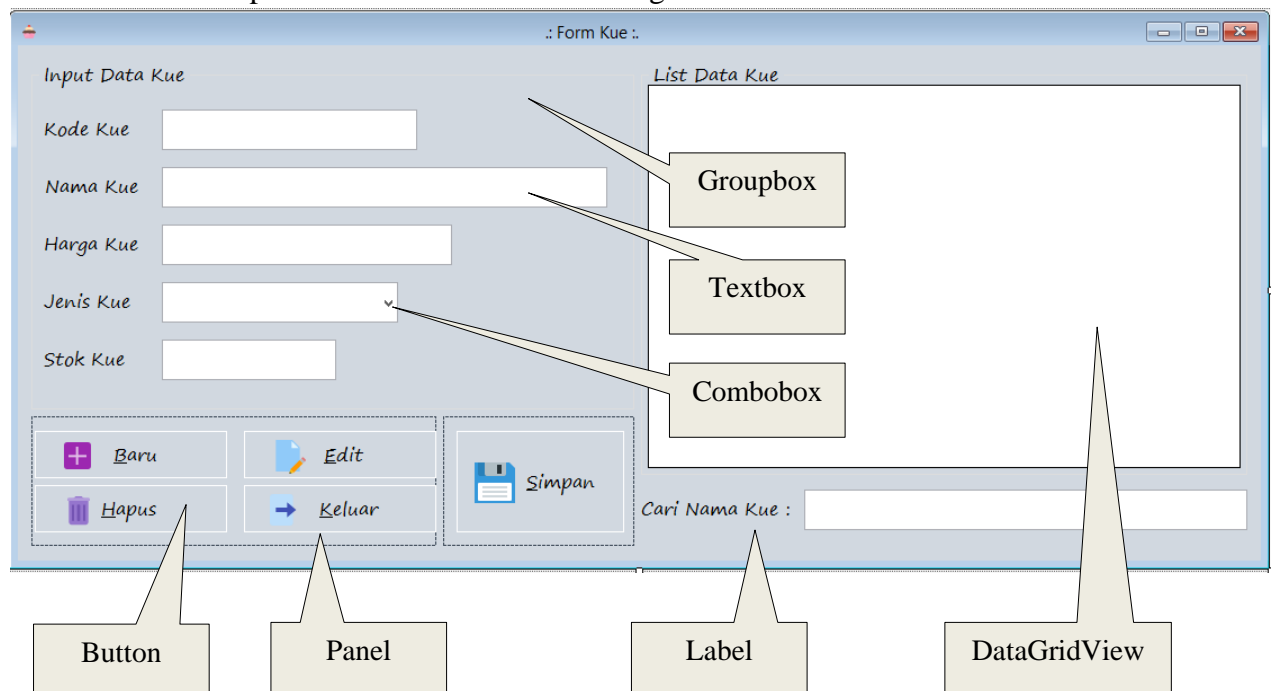 .: Form Kue :.
Input Data Kue
Kode Kue
Nama Kue
Harga Kue
Jenis Kue
Stok Kue
Baru
Edit
Hapus
Keluar
Simpan
List Data Kue
Groupbox
Textbox
Combobox
Cari Nama Kue :
Button
Panel
Label
DataGridView